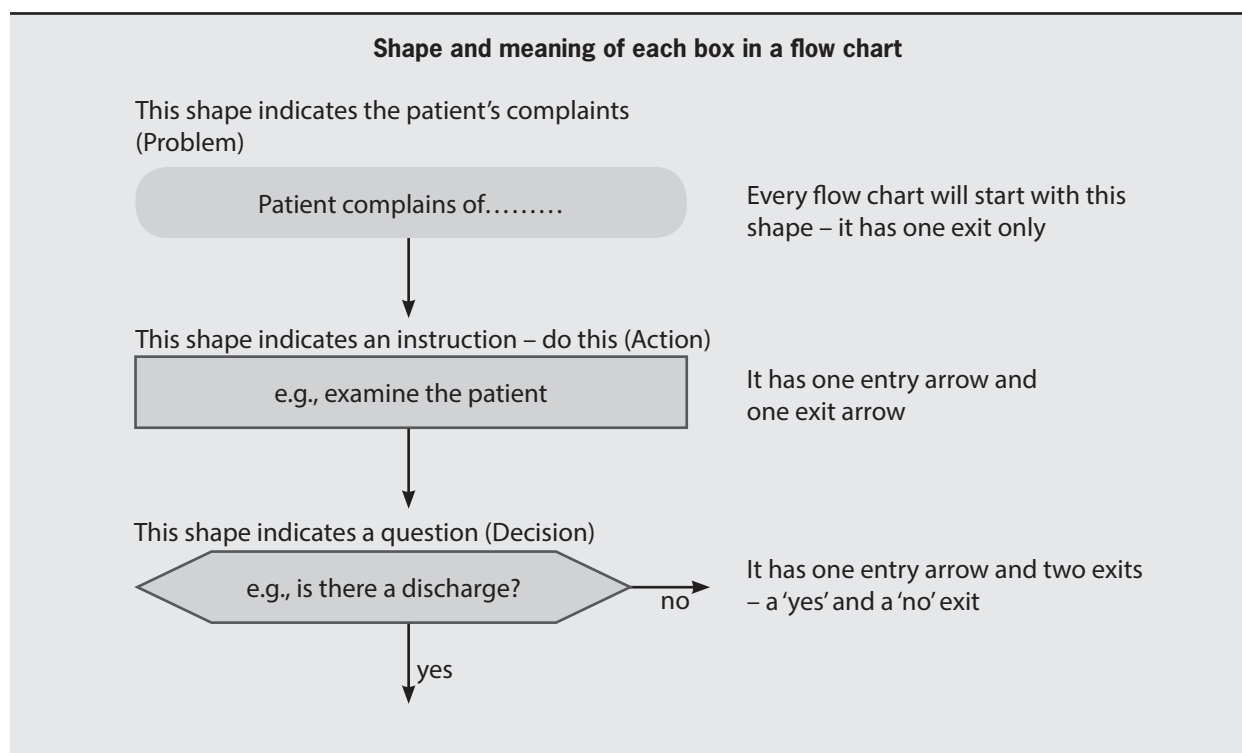 Shape and meaning of each box in a flow chart
This shape indicates the patient’s complaints
(Problem)
Patient complains of………
Every flow chart will start with this
shape – it has one exit only
This shape indicates an instruction – do this (Action)
e.g., examine the patient
It has one entry arrow and
one exit arrow
This shape indicates a question (Decision)
e.g., is there a discharge?
no
It has one entry arrow and two exits
– a ‘yes’ and a ‘no’ exit
yes